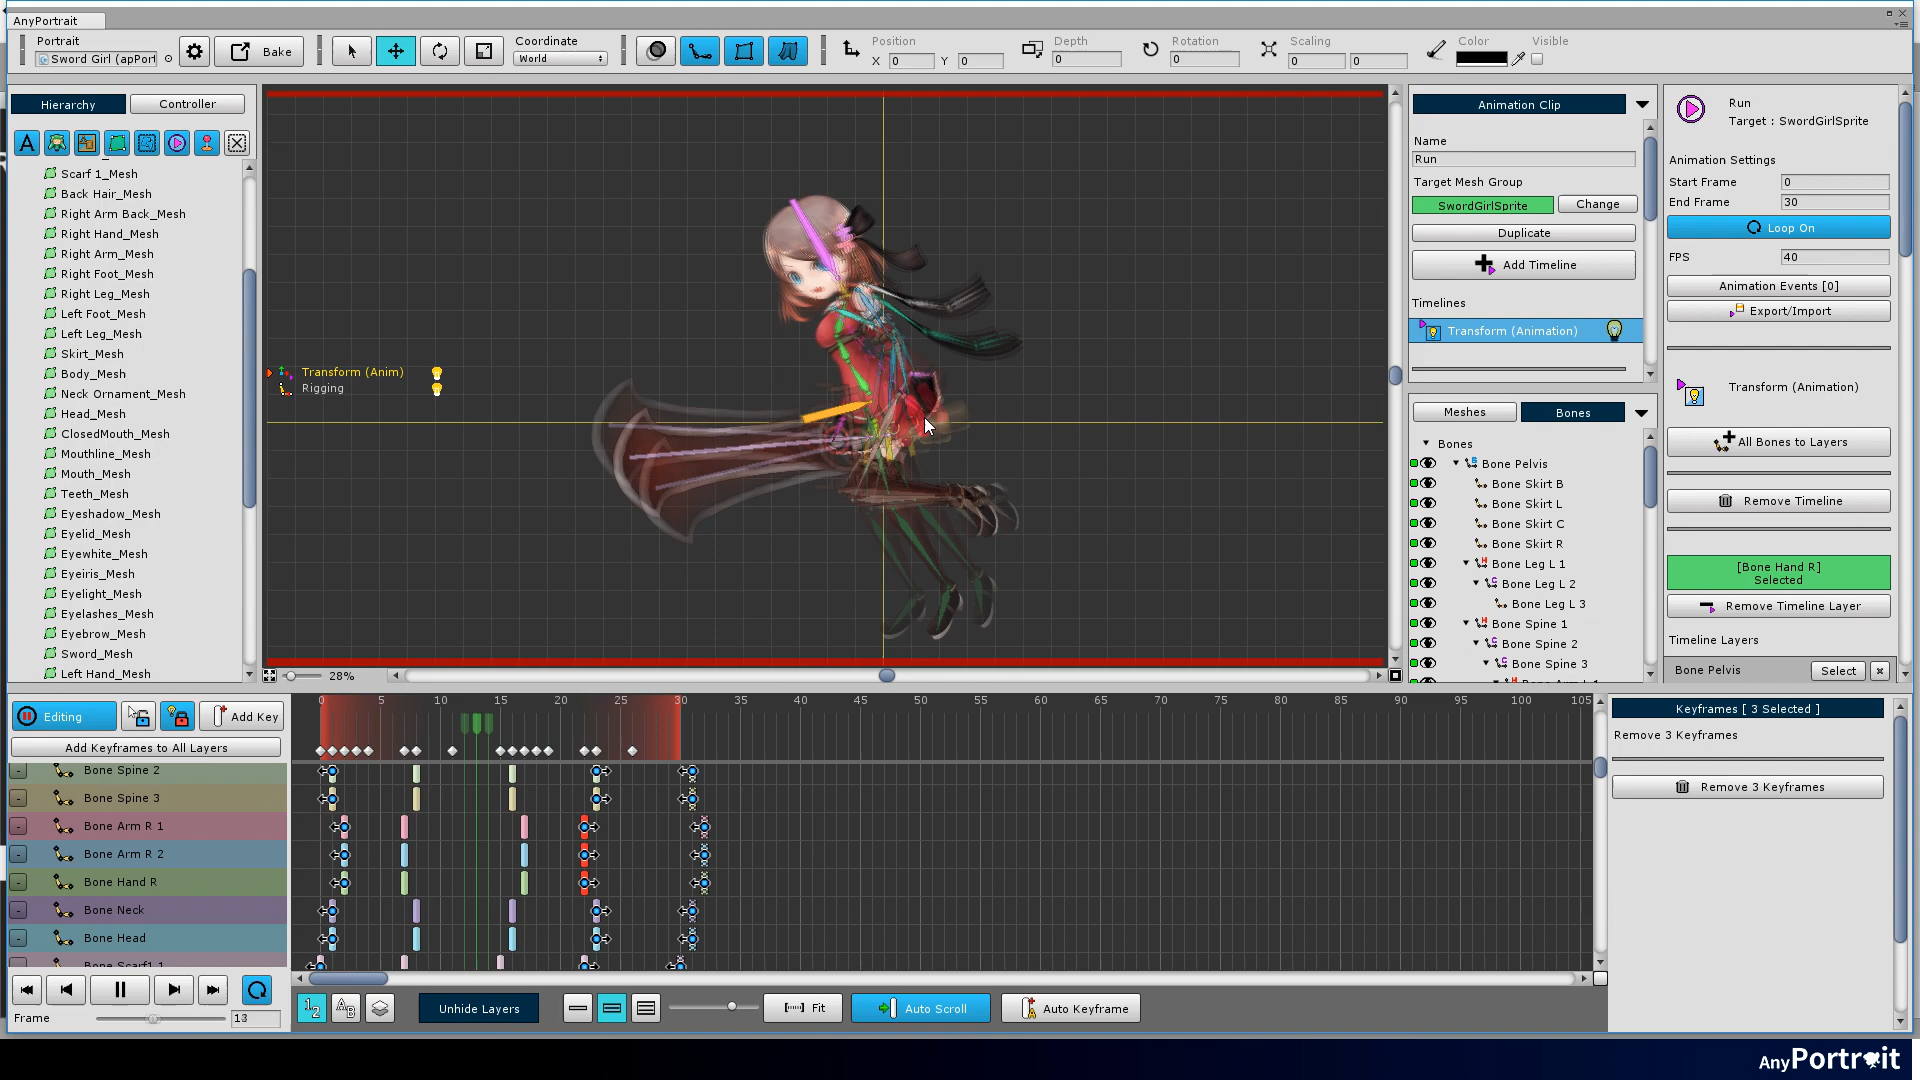 AnyPortrait
Portrait
Sword Girl (apPort
Bake
Coordinate
World
Position
X 0 Y 0
Depth
0
Rotation
0
Scaling
0 0
Color
Visible
Hierarchy
Controller
Scarf 1_Mesh
Back Hair_Mesh
Right Arm Back_Mesh
Right Hand_Mesh
Right Arm_Mesh
Right Foot_Mesh
Right Leg_Mesh
Left Foot_Mesh
Left Leg_Mesh
Skirt_Mesh
Body_Mesh
Neck Ornament_Mesh
Head_Mesh
ClosedMouth_Mesh
Mouthline_Mesh
Mouth_Mesh
Teeth_Mesh
Eyeshadow_Mesh
Eyelid_Mesh
Eyewhite_Mesh
Eyeiris_Mesh
Eyelight_Mesh
Eyelashes_Mesh
Eyebrow_Mesh
Sword_Mesh
Left Hand_Mesh
Transform (Anim)
Rigging
28%
Animation Clip
Name
Run
Target Mesh Group
SwordGirlSprite
Change
Duplicate
Add Timeline
Timelines
Transform (Animation)
Meshes
Bones
Bones
Bone Pelvis
Bone Skirt B
Bone Skirt L
Bone Skirt C
Bone Skirt R
Bone Leg L 1
Bone Leg L 2
Bone Leg L 3
Bone Spine 1
Bone Spine 2
Bone Spine 3
Run
Target : SwordGirlSprite
Animation Settings
Start Frame 0
End Frame 30
Loop On
FPS 40
Animation Events [0]
Export/Import
Transform (Animation)
All Bones to Layers
Remove Timeline
[Bone Hand R]
Selected
Remove Timeline Layer
Timeline Layers
Bone Pelvis Select
Editing
Add Key
Add Keyframes to All Layers
0 5 10 15 20 25 30 35 40 45 50 55 60 65 70 75 80 85 90 95 100 105
Bone Spine 2
Bone Spine 3
Bone Arm R 1
Bone Arm R 2
Bone Hand R
Bone Neck
Bone Head
Bone Scarf1 1
Frame 13
Unhide Layers
Fit
Auto Scroll
Auto Keyframe
Keyframes [ 3 Selected ]
Remove 3 Keyframes
Remove 3 Keyframes
AnyPortrait